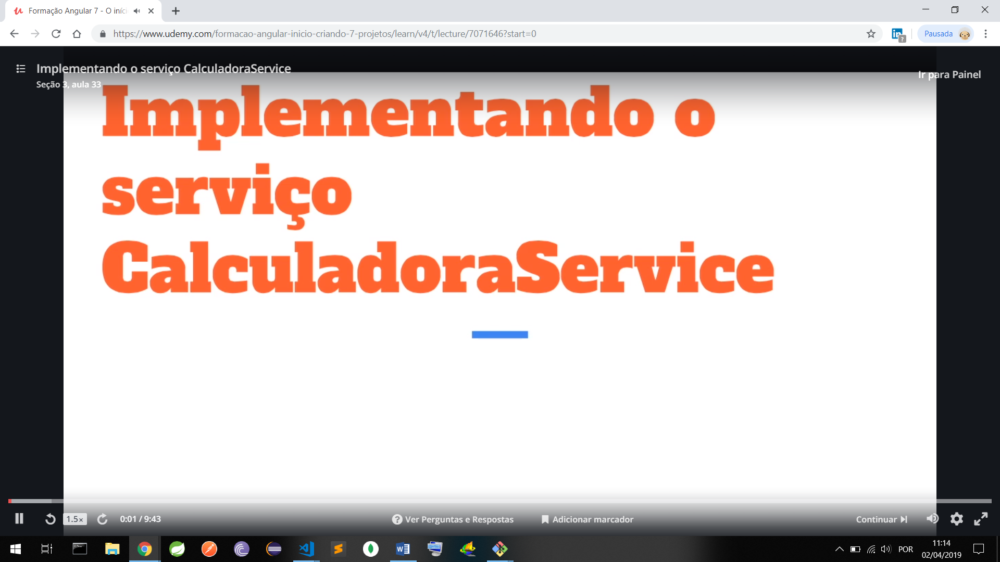 Formação Angular 7 - O iníci
https://www.udemy.com/formacao-angular-inicio-criando-7-projetos/learn/v4/t/lecture/7071646?start=0
Pausada
Implementando o serviço CalculadoraService
Seção 3, aula 33
Ir para Painel
Implementando o
serviço
CalculadoraService
1.5×
0:01 / 9:43
Ver Perguntas e Respostas
Adicionar marcador
Continuar
POR
11:14
02/04/2019